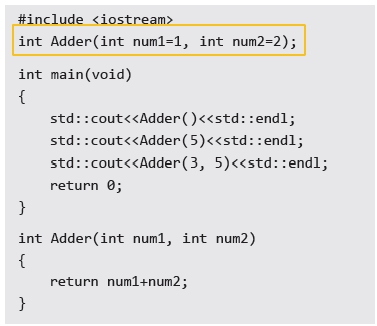 #include <iostream>
int Adder(int num1=1, int num2=2);
int main(void)
{
    std::cout<<Adder()<<std::endl;
    std::cout<<Adder(5)<<std::endl;
    std::cout<<Adder(3, 5)<<std::endl;
    return 0;
}
int Adder(int num1, int num2)
{
    return num1+num2;
}